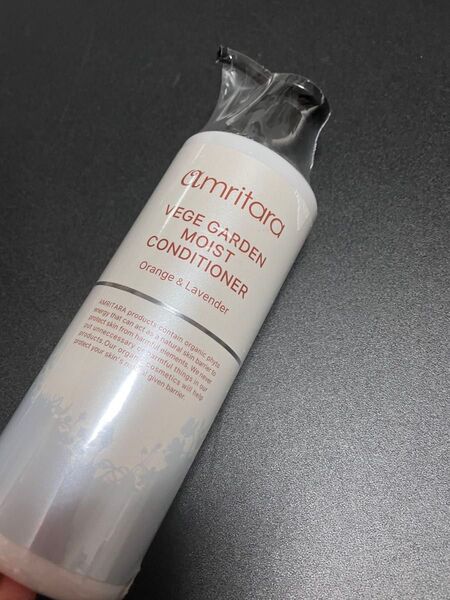 amritara
VEGE GARDEN
MOIST
CONDITIONER
Orange & Lavender
AMRITARA products contain organic phyto
energy that can act as a natural skin barrier to
protect skin from harmful elements. We never
put unnecessary or harmful things in our
products. Our organic cosmetics will help
protect your skin's natural given barrier.